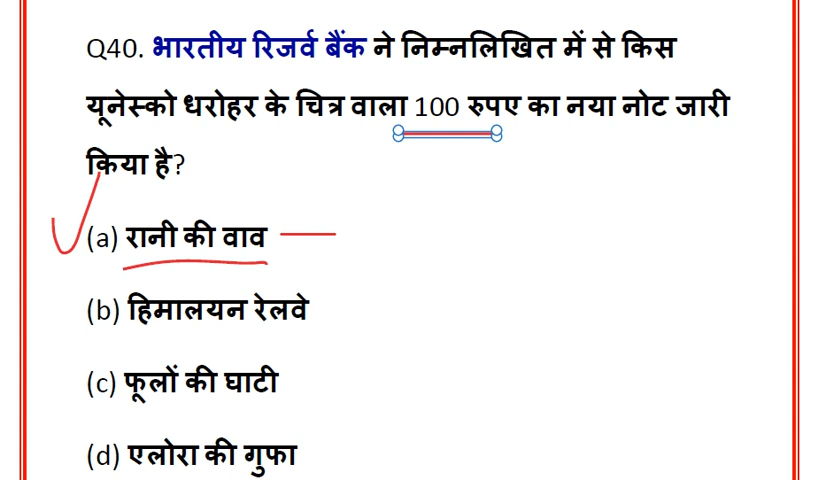 Q40. भारतीय रिजर्व बैंक ने निम्नलिखित में से किस
यूनेस्को धरोहर के चित्र वाला 100 रुपए का नया नोट जारी
किया है?
(a) रानी की वाव
(b) हिमालयन रेलवे
(c) फूलों की घाटी
(d) एलोरा की गुफा